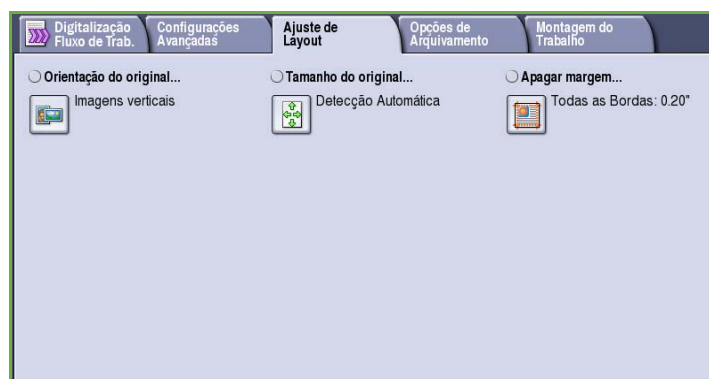 Digitalização
Fluxo de Trab.
Configurações
Avançadas
Ajuste de
Layout
Opções de
Arquivamento
Montagem do
Trabalho
Orientação do original...
Imagens verticais
Tamanho do original...
Detecção Automática
Apagar margem...
Todas as Bordas: 0.20"